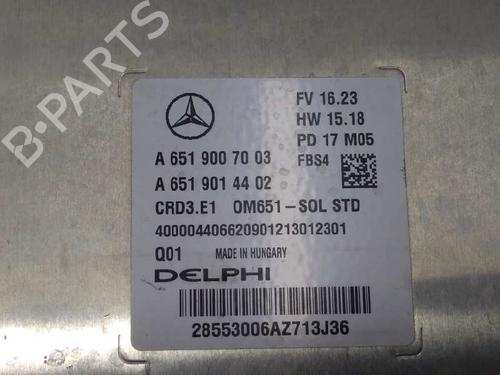 B-PARTS
FV 16.23
HW 15.18
PD 17 M05
A 651 900 70 03
FBS4
A 651 901 44 02
CRD3.E1 OM651-SOL STD
400004406620901213012301
Q01 MADE IN HUNGARY
DELPHI
28553006AZ713J36